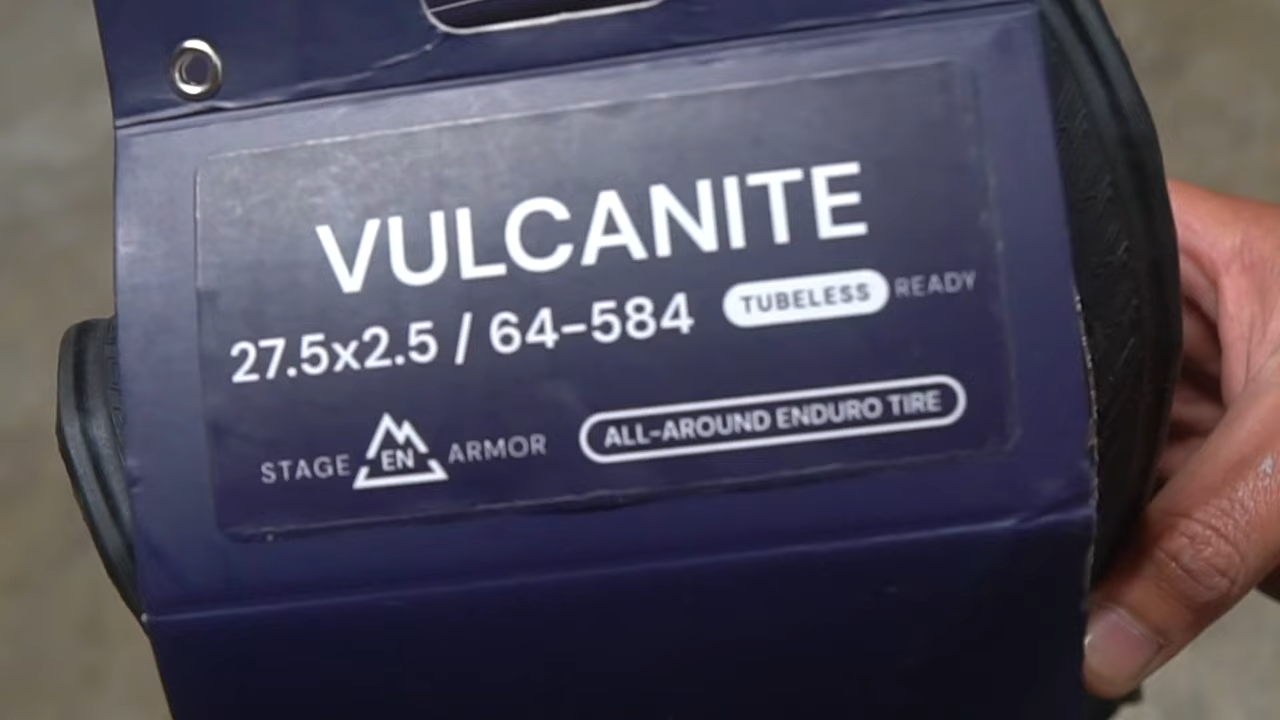 VULCANITE
27.5x2.5 / 64-584 TUBELESS READY
STAGE EN ARMOR ALL-AROUND ENDURO TIRE